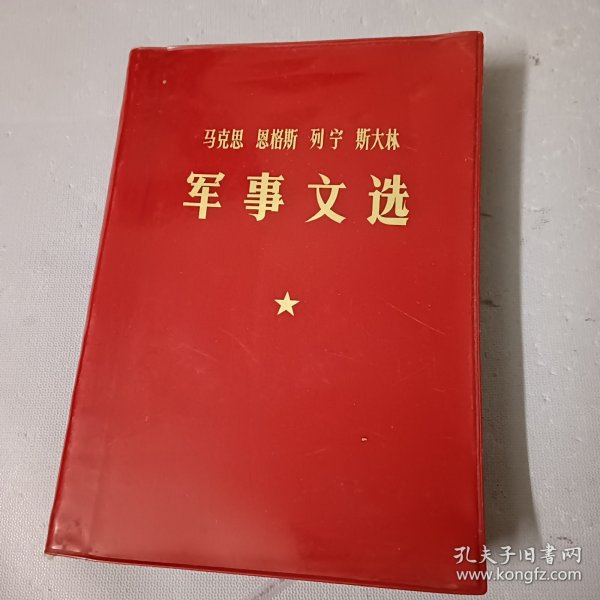 马克思 恩格斯 列宁 斯大林
军事文选
孔夫子旧书网
www.kongfz.com